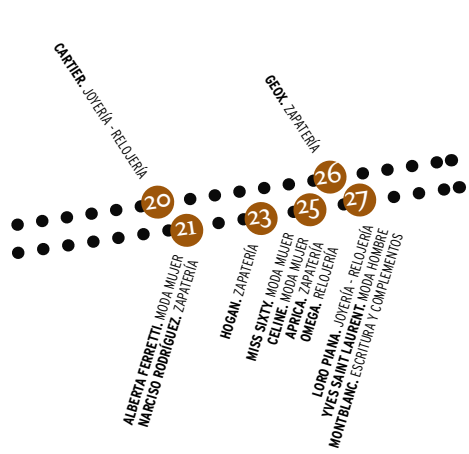 CARTIER. JOYERÍA - RELOJERÍA
GEOX. ZAPATERÍA
20
21
23
25
26
27
ALBERTA FERRETTI. MODA MUJER
NARCISO RODRÍGUEZ. ZAPATERÍA
HOGAN. ZAPATERÍA
MISS SIXTY. MODA MUJER
CELINE. MODA MUJER
APRICA. ZAPATERÍA
OMEGA. RELOJERÍA
LORO PIANA. JOYERÍA - RELOJERÍA
YVES SAINT LAURENT. MODA HOMBRE
MONTBLANC. ESCRITURA Y COMPLEMENTOS